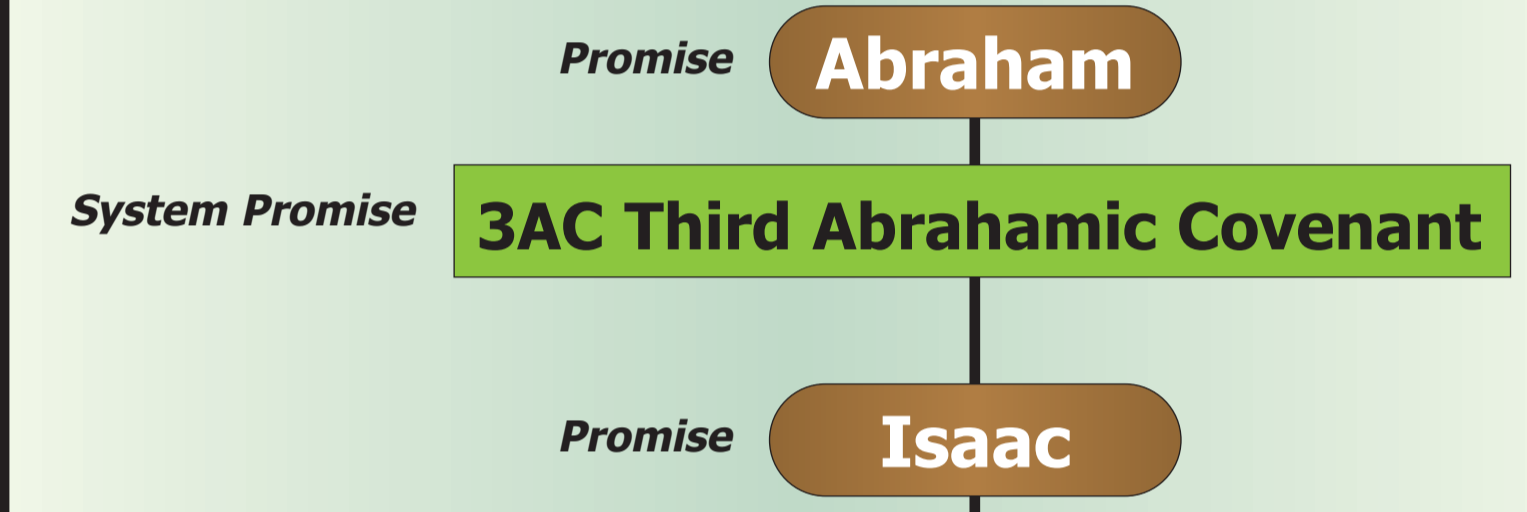 Promise Abraham
System Promise 3AC Third Abrahamic Covenant
Promise Isaac